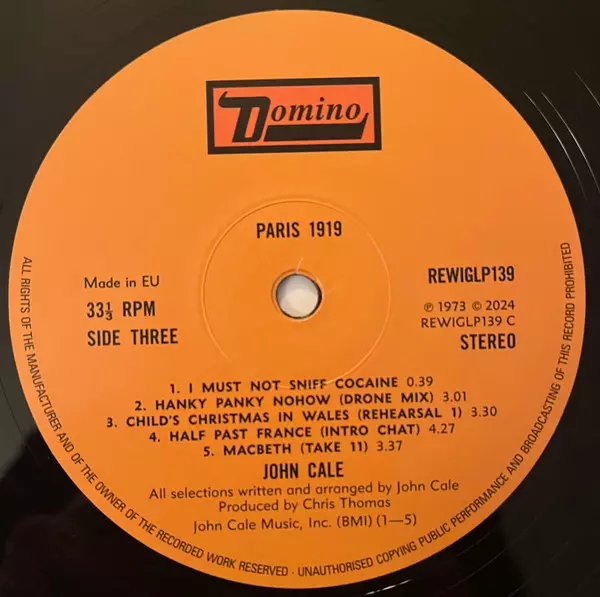 Domino
PARIS 1919
Made in EU
33⅓ RPM
SIDE THREE
REWIGLP139
℗ 1973 © 2024
REWIGLP139 C
STEREO
1. I MUST NOT SNIFF COCAINE 0.39
2. HANKY PANKY NOHOW (DRONE MIX) 3.01
3. CHILD'S CHRISTMAS IN WALES (REHEARSAL 1) 3.30
4. HALF PAST FRANCE (INTRO CHAT) 4.27
5. MACBETH (TAKE 11) 3.37
JOHN CALE
All selections written and arranged by John Cale
Produced by Chris Thomas
John Cale Music, Inc. (BMI) (1—5)
ALL RIGHTS OF THE MANUFACTURER AND OF THE OWNER OF THE RECORDED WORK RESERVED · UNAUTHORISED COPYING PUBLIC PERFORMANCE AND BROADCASTING OF THIS RECORD PROHIBITED